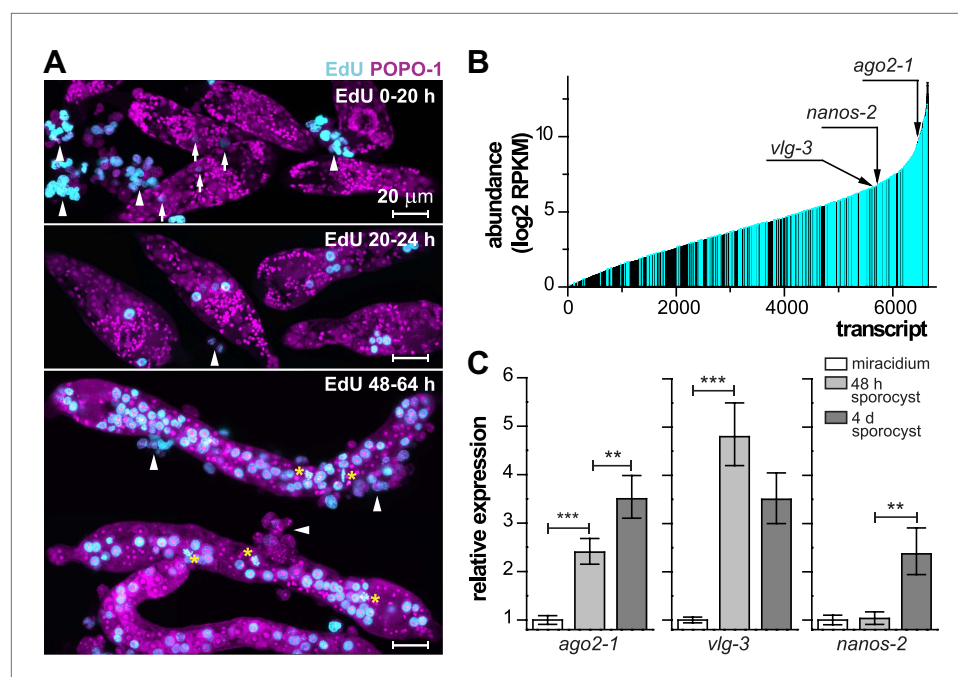 A
EdU POPO-1
EdU 0-20 h
20 μm
EdU 20-24 h
EdU 48-64 h
*
*
*
*
*
B
abundance
(log2 RPKM)
10
5
0
ago2-1
nanos-2
vlg-3
0
2000
4000
6000
transcript
C
miracidium
48 h
sporocyst
4 d
sporocyst
relative expression
6
5
4
3
2
1
***
**
***
**
ago2-1
vlg-3
nanos-2